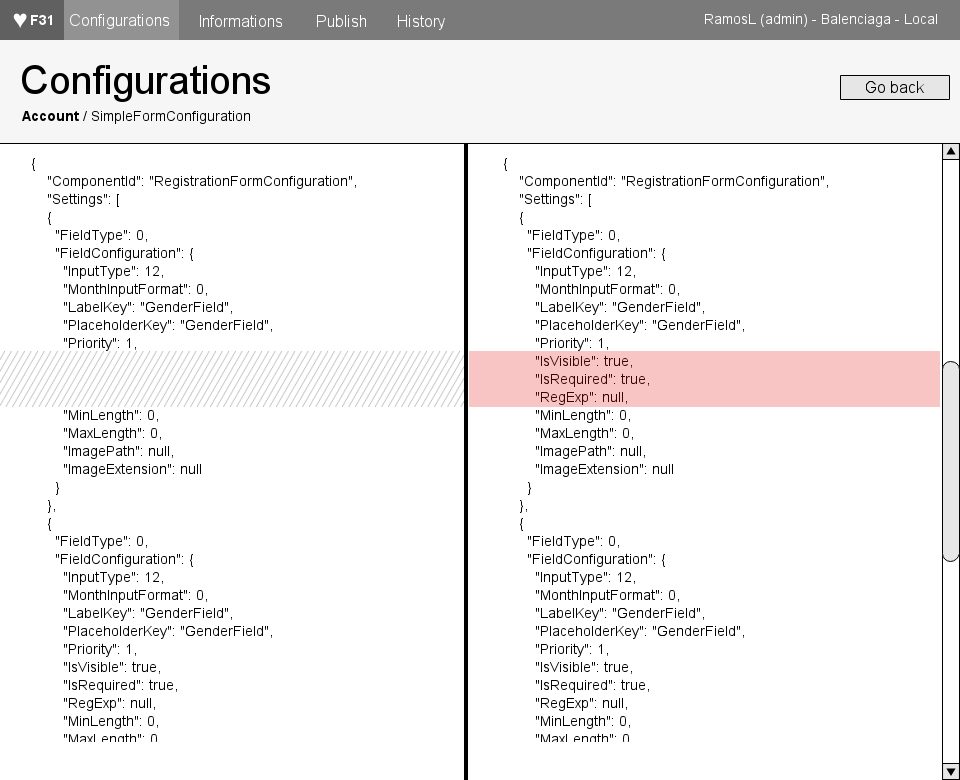 ♥ F31 Configurations Informations Publish History RamosL (admin) - Balenciaga - Local
Configurations
Go back
Account / SimpleFormConfiguration
{
"ComponentId": "RegistrationFormConfiguration",
"Settings": [
{
"FieldType": 0,
"FieldConfiguration": {
"InputType": 12,
"MonthInputFormat": 0,
"LabelKey": "GenderField",
"PlaceholderKey": "GenderField",
"Priority": 1,
"MinLength": 0,
"MaxLength": 0,
"ImagePath": null,
"ImageExtension": null
}
},
{
"FieldType": 0,
"FieldConfiguration": {
"InputType": 12,
"MonthInputFormat": 0,
"LabelKey": "GenderField",
"PlaceholderKey": "GenderField",
"Priority": 1,
"IsVisible": true,
"IsRequired": true,
"RegExp": null,
"MinLength": 0,
"MaxLength": 0
{
"ComponentId": "RegistrationFormConfiguration",
"Settings": [
{
"FieldType": 0,
"FieldConfiguration": {
"InputType": 12,
"MonthInputFormat": 0,
"LabelKey": "GenderField",
"PlaceholderKey": "GenderField",
"Priority": 1,
"IsVisible": true,
"IsRequired": true,
"RegExp": null,
"MinLength": 0,
"MaxLength": 0,
"ImagePath": null,
"ImageExtension": null
}
},
{
"FieldType": 0,
"FieldConfiguration": {
"InputType": 12,
"MonthInputFormat": 0,
"LabelKey": "GenderField",
"PlaceholderKey": "GenderField",
"Priority": 1,
"IsVisible": true,
"IsRequired": true,
"RegExp": null,
"MinLength": 0,
"MaxLength": 0